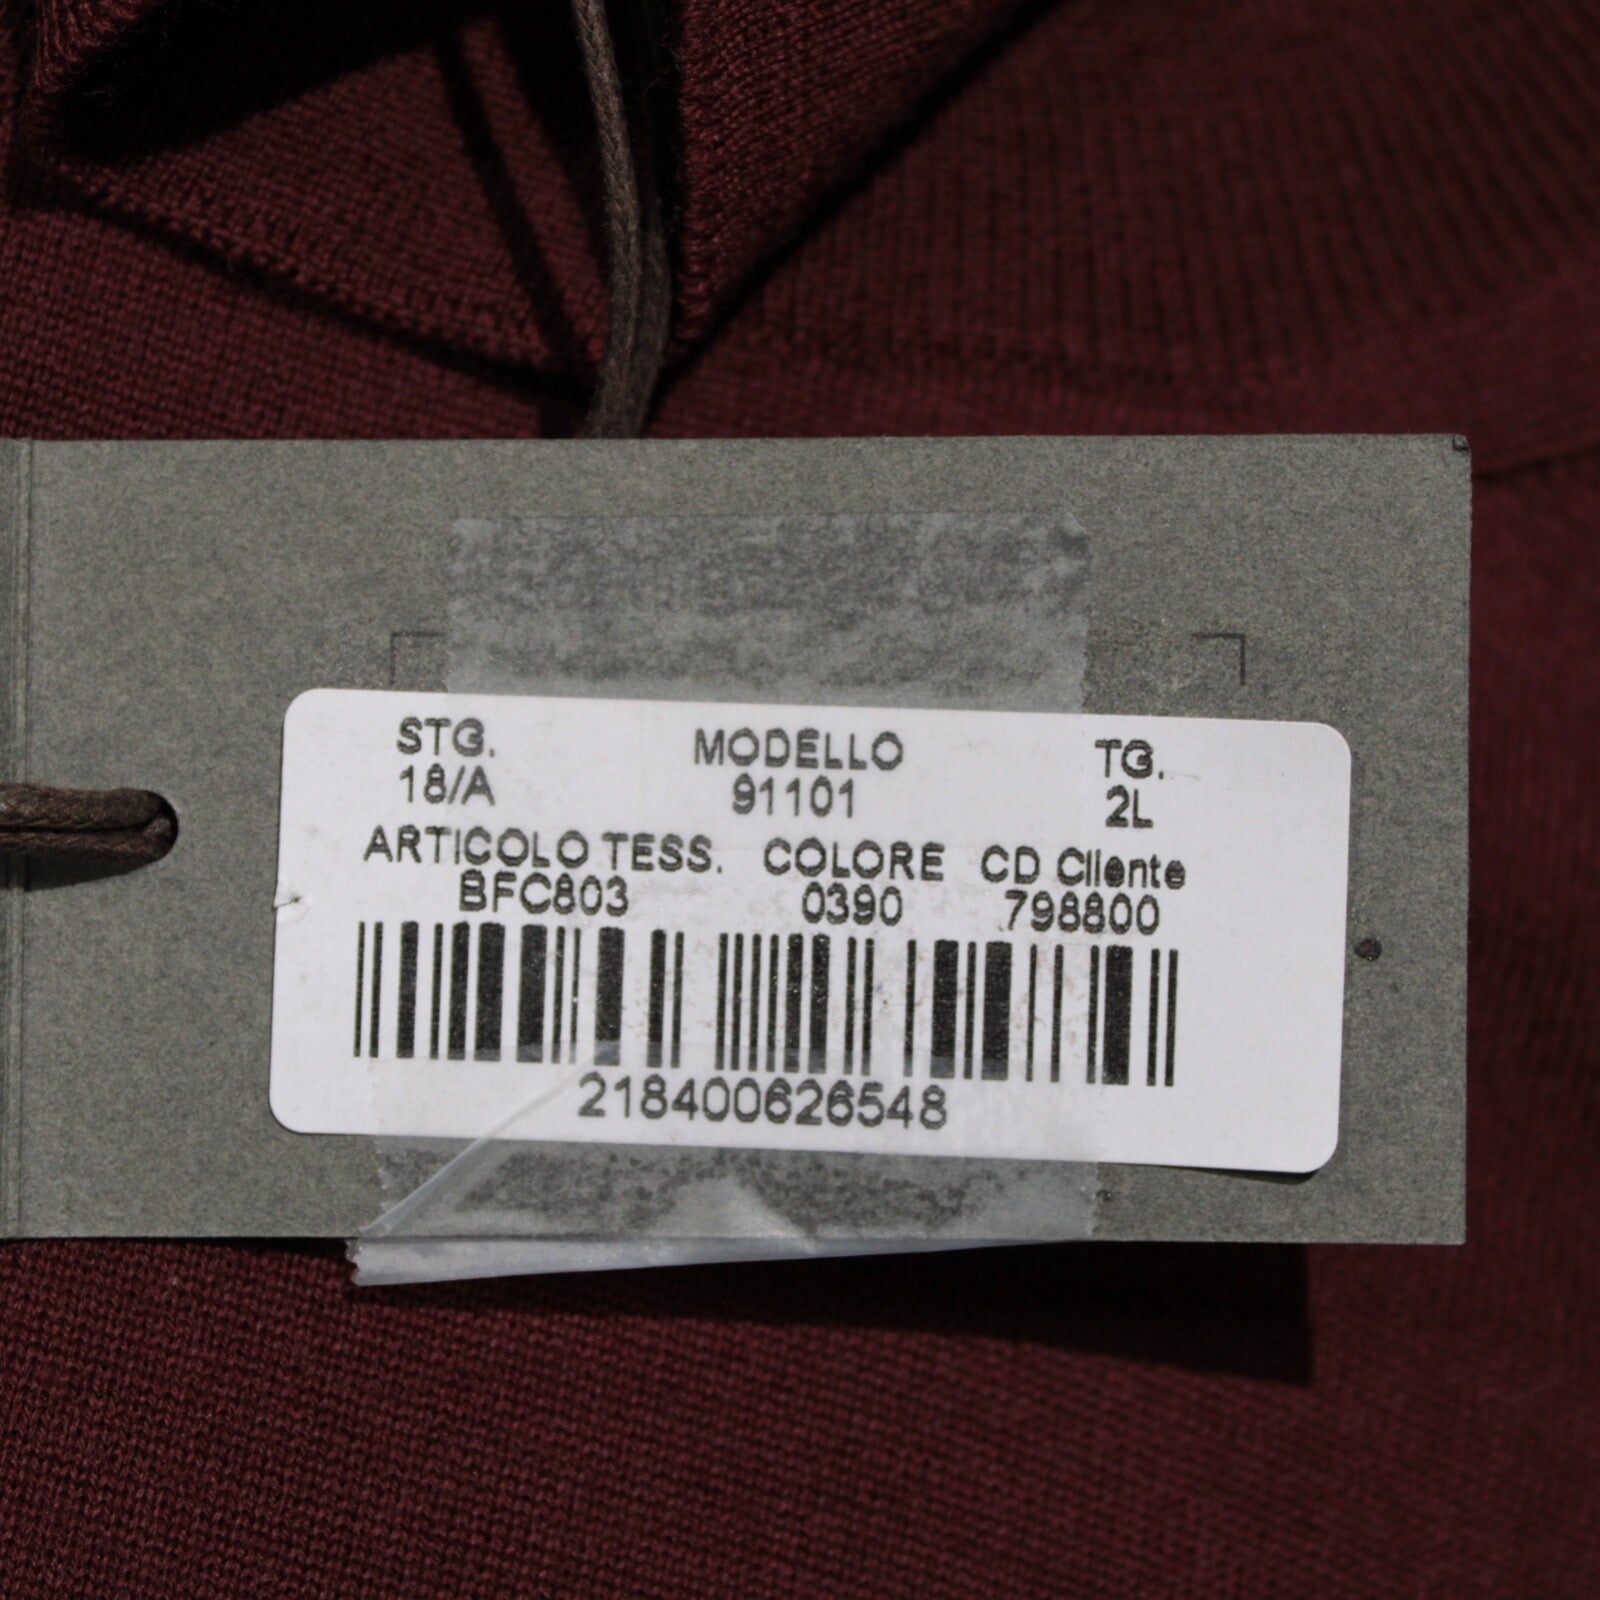 STG. MODELLO TG.
18/A 91101 2L
ARTICOLO TESS. COLORE CD Cliente
BFC803 0390 798800
218400626548